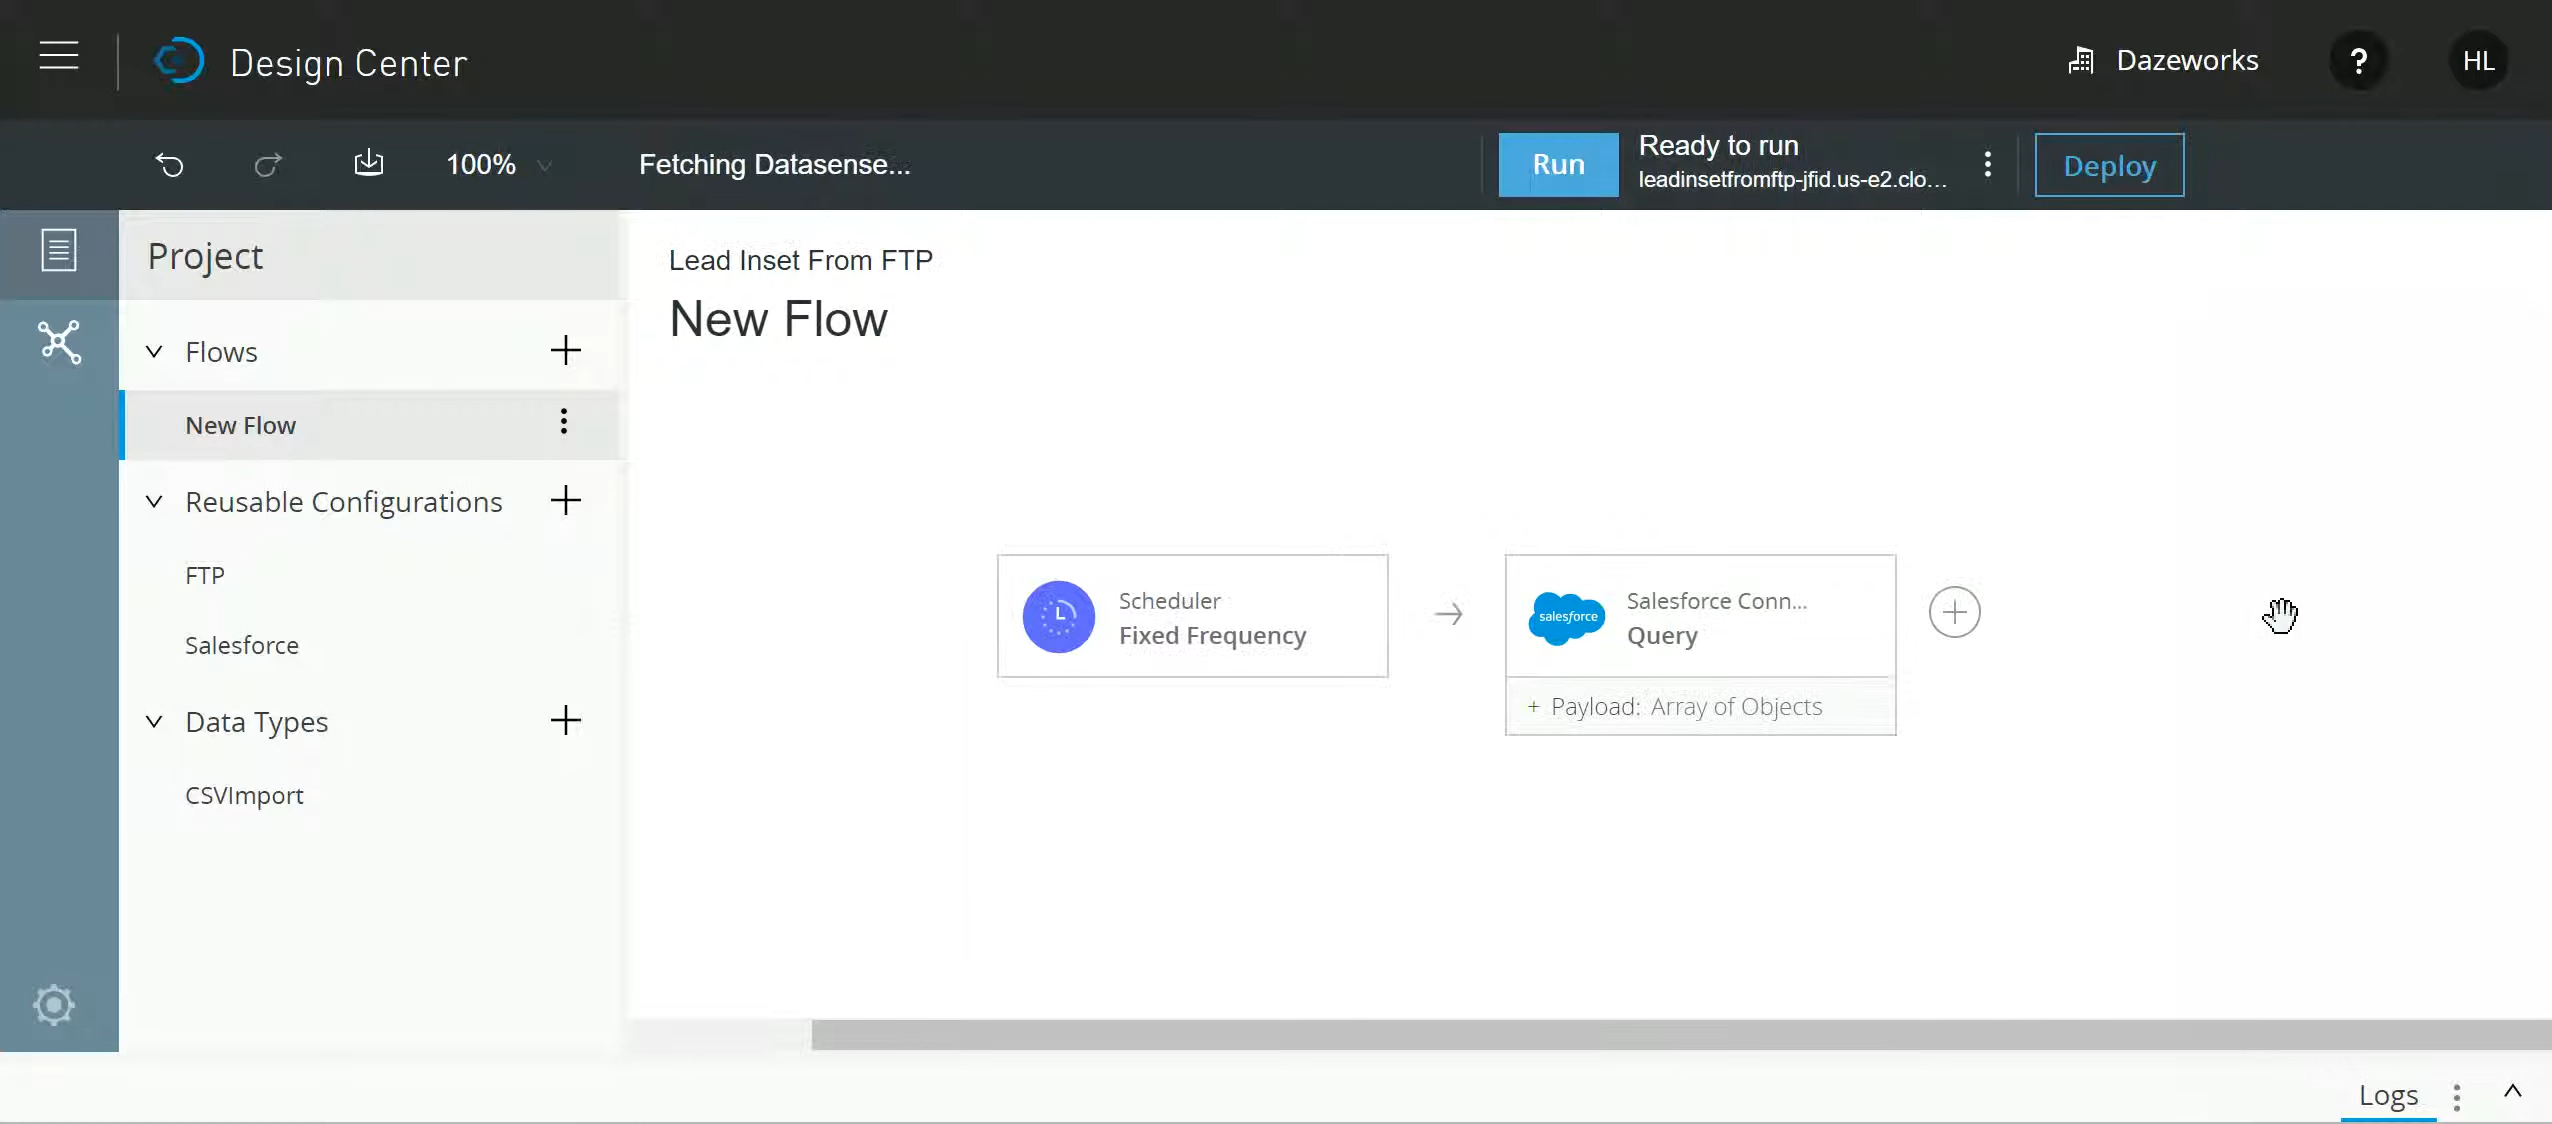 Design Center
Dazeworks
?
HL
100%
Fetching Datasense...
Run
Ready to run
leadinsetfromftp-jfid.us-e2.clo...
Deploy
Project
Lead Inset From FTP
New Flow
Flows
New Flow
Reusable Configurations
FTP
Salesforce
Data Types
CSVImport
Scheduler
Fixed Frequency
salesforce
Salesforce Conn...
Query
+ Payload: Array of Objects
Logs